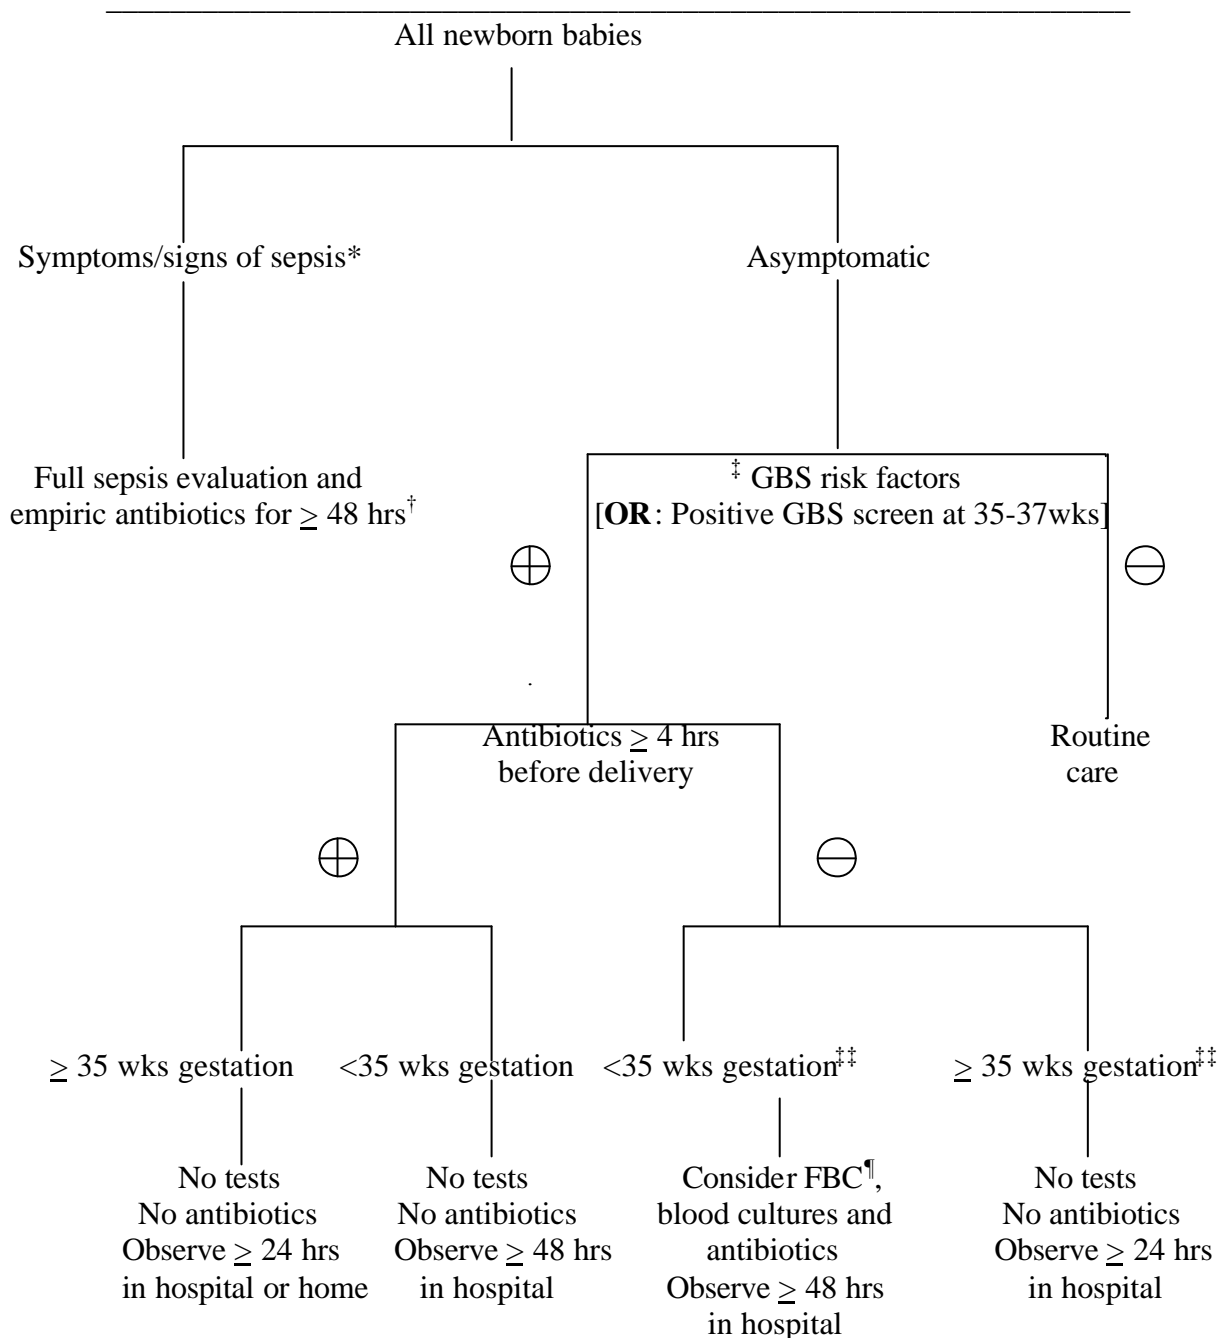 All newborn babies
Symptoms/signs of sepsis*
Asymptomatic
Full sepsis evaluation and
empiric antibiotics for ≥ 48 hrs†
‡ GBS risk factors
[OR: Positive GBS screen at 35-37wks]
⊕
⊖
Antibiotics ≥ 4 hrs
before delivery
Routine
care
⊕
⊖
≥ 35 wks gestation
<35 wks gestation
<35 wks gestation‡‡
≥ 35 wks gestation‡‡
No tests
No antibiotics
Observe ≥ 24 hrs
in hospital or home
No tests
No antibiotics
Observe ≥ 48 hrs
in hospital
Consider FBC¶,
blood cultures and
antibiotics
Observe ≥ 48 hrs
in hospital
No tests
No antibiotics
Observe ≥ 24 hrs
in hospital